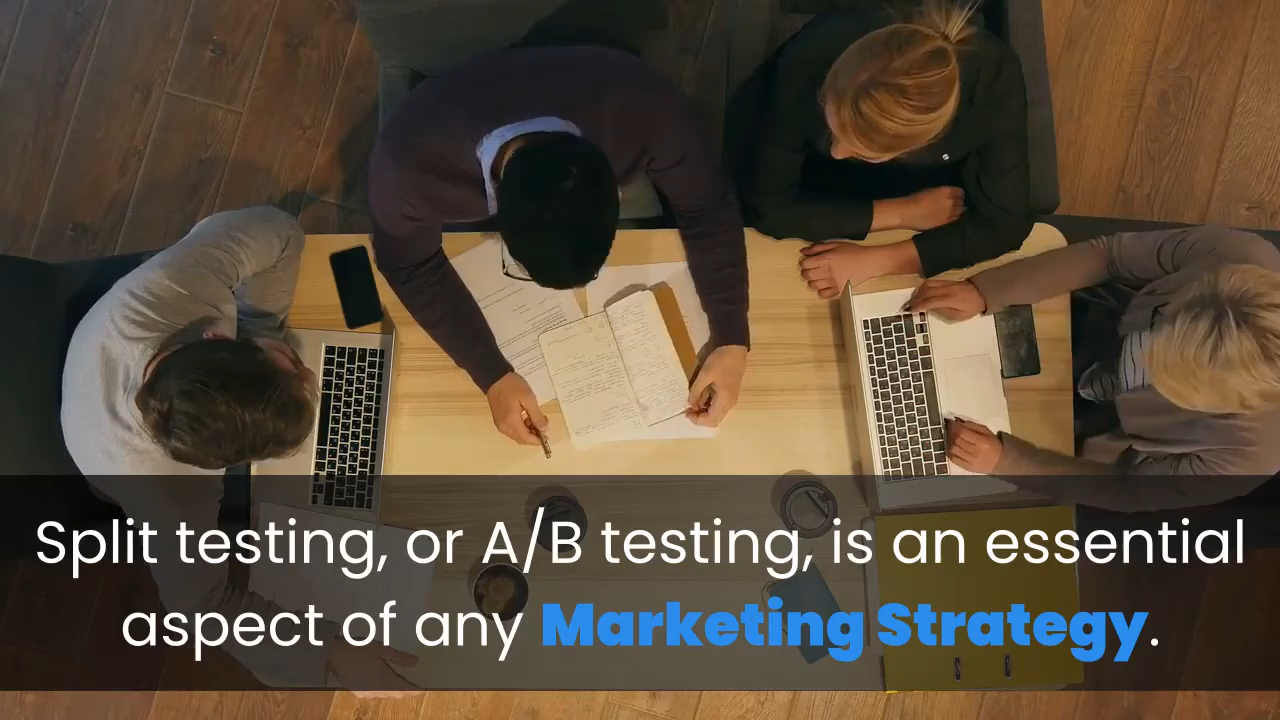 Split testing, or A/B testing, is an essential
aspect of any Marketing Strategy.